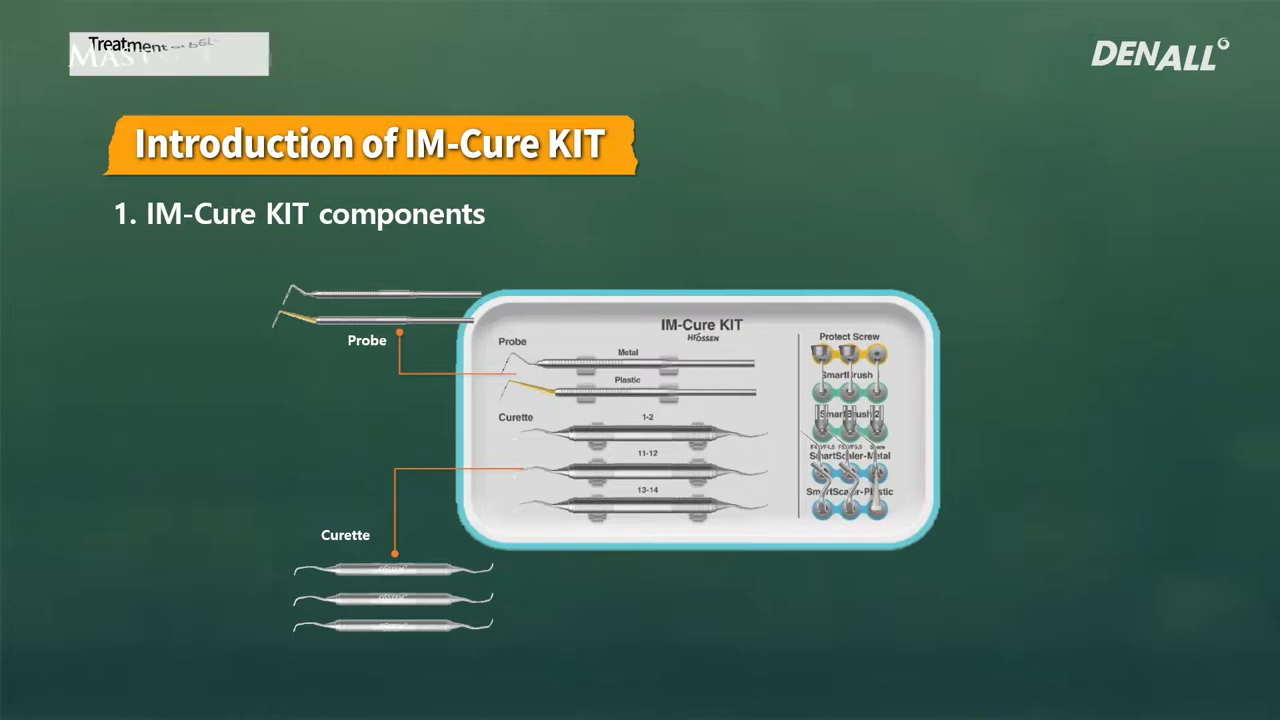 Treatment
DENALL
Introduction of IM-Cure KIT
1. IM-Cure KIT components
IM-Cure KIT
HIOSSEN
Probe
Metal
Plastic
Curette
1-2
11-12
13-14
Protect Screw
SmartBrush
SmartBrush 2
SmartScaler-Metal
SmartScaler-Plastic
Probe
Curette